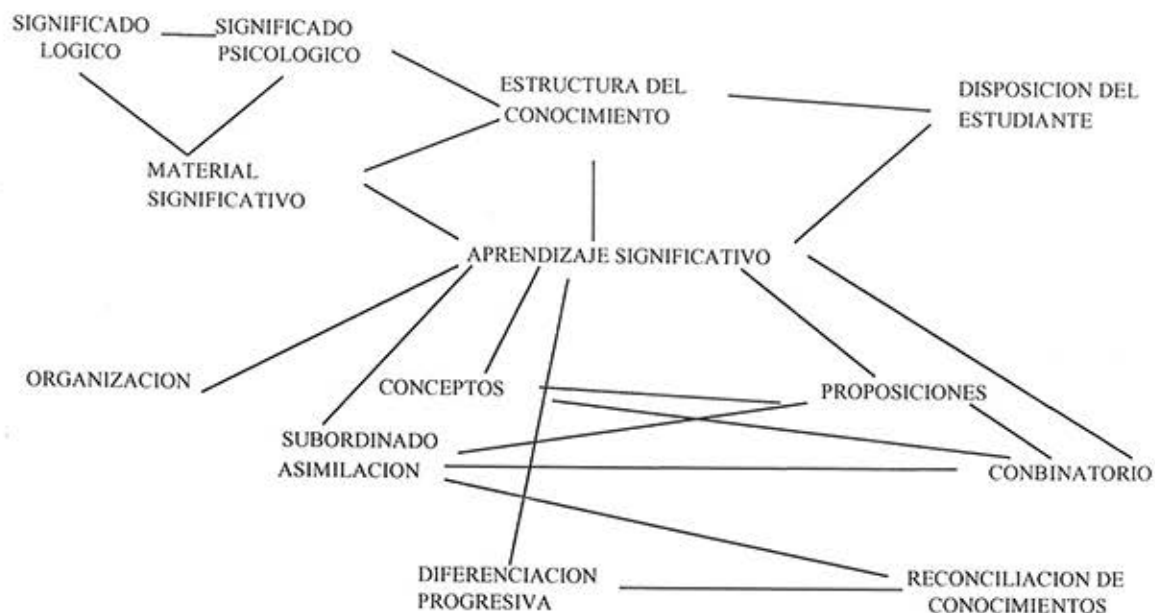 SIGNIFICADO
LOGICO
SIGNIFICADO
PSICOLOGICO
ESTRUCTURA DEL
CONOCIMIENTO
DISPOSICION DEL
ESTUDIANTE
MATERIAL
SIGNIFICATIVO
APRENDIZAJE SIGNIFICATIVO
ORGANIZACION
CONCEPTOS
PROPOSICIONES
SUBORDINADO
ASIMILACION
CONBINATORIO
DIFERENCIACION
PROGRESIVA
RECONCILIACION DE
CONOCIMIENTOS